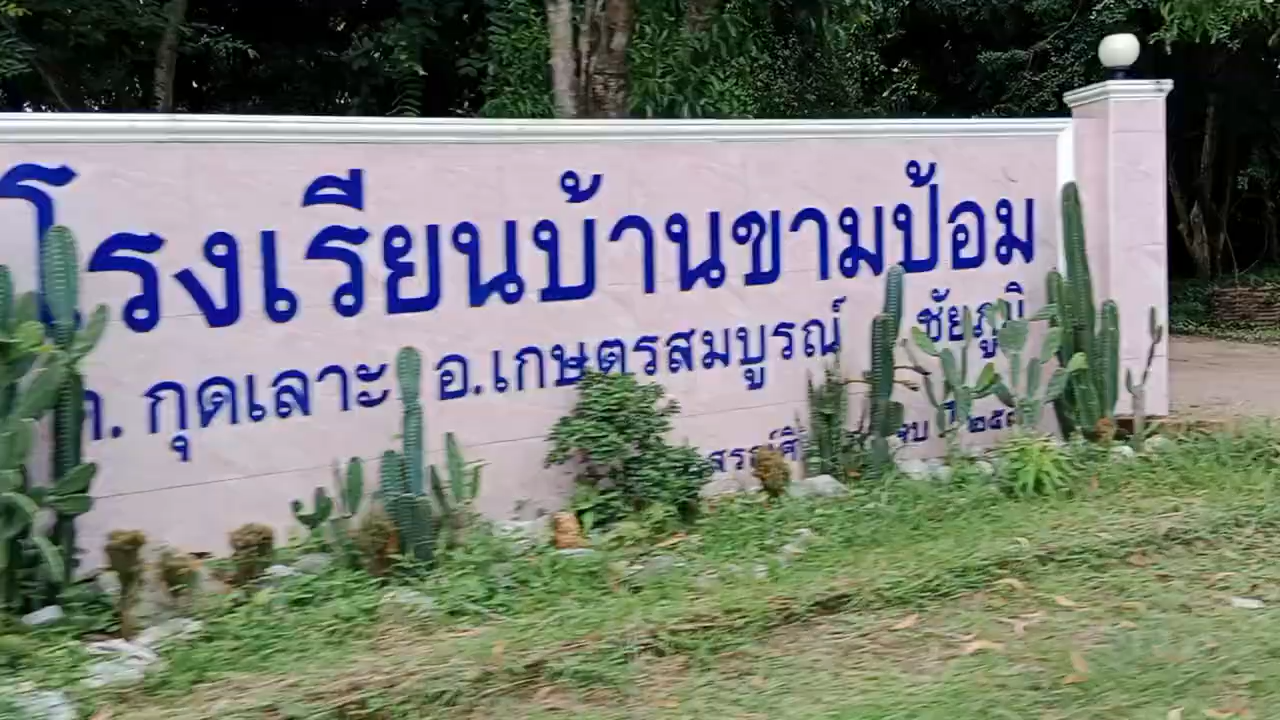 โรงเรียนบ้านขามป้อม
ต. กุดเลาะ อ.เกษตรสมบูรณ์ ชัยภูมิ